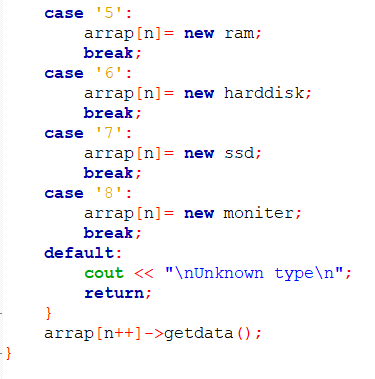 case '5':
arrap[n]= new ram;
break;
case '6':
arrap[n]= new harddisk;
break;
case '7':
arrap[n]= new ssd;
break;
case '8':
arrap[n]= new moniter;
break;
default:
cout << "\nUnknown type\n";
return;
}
arrap[n++]->getdata();
}